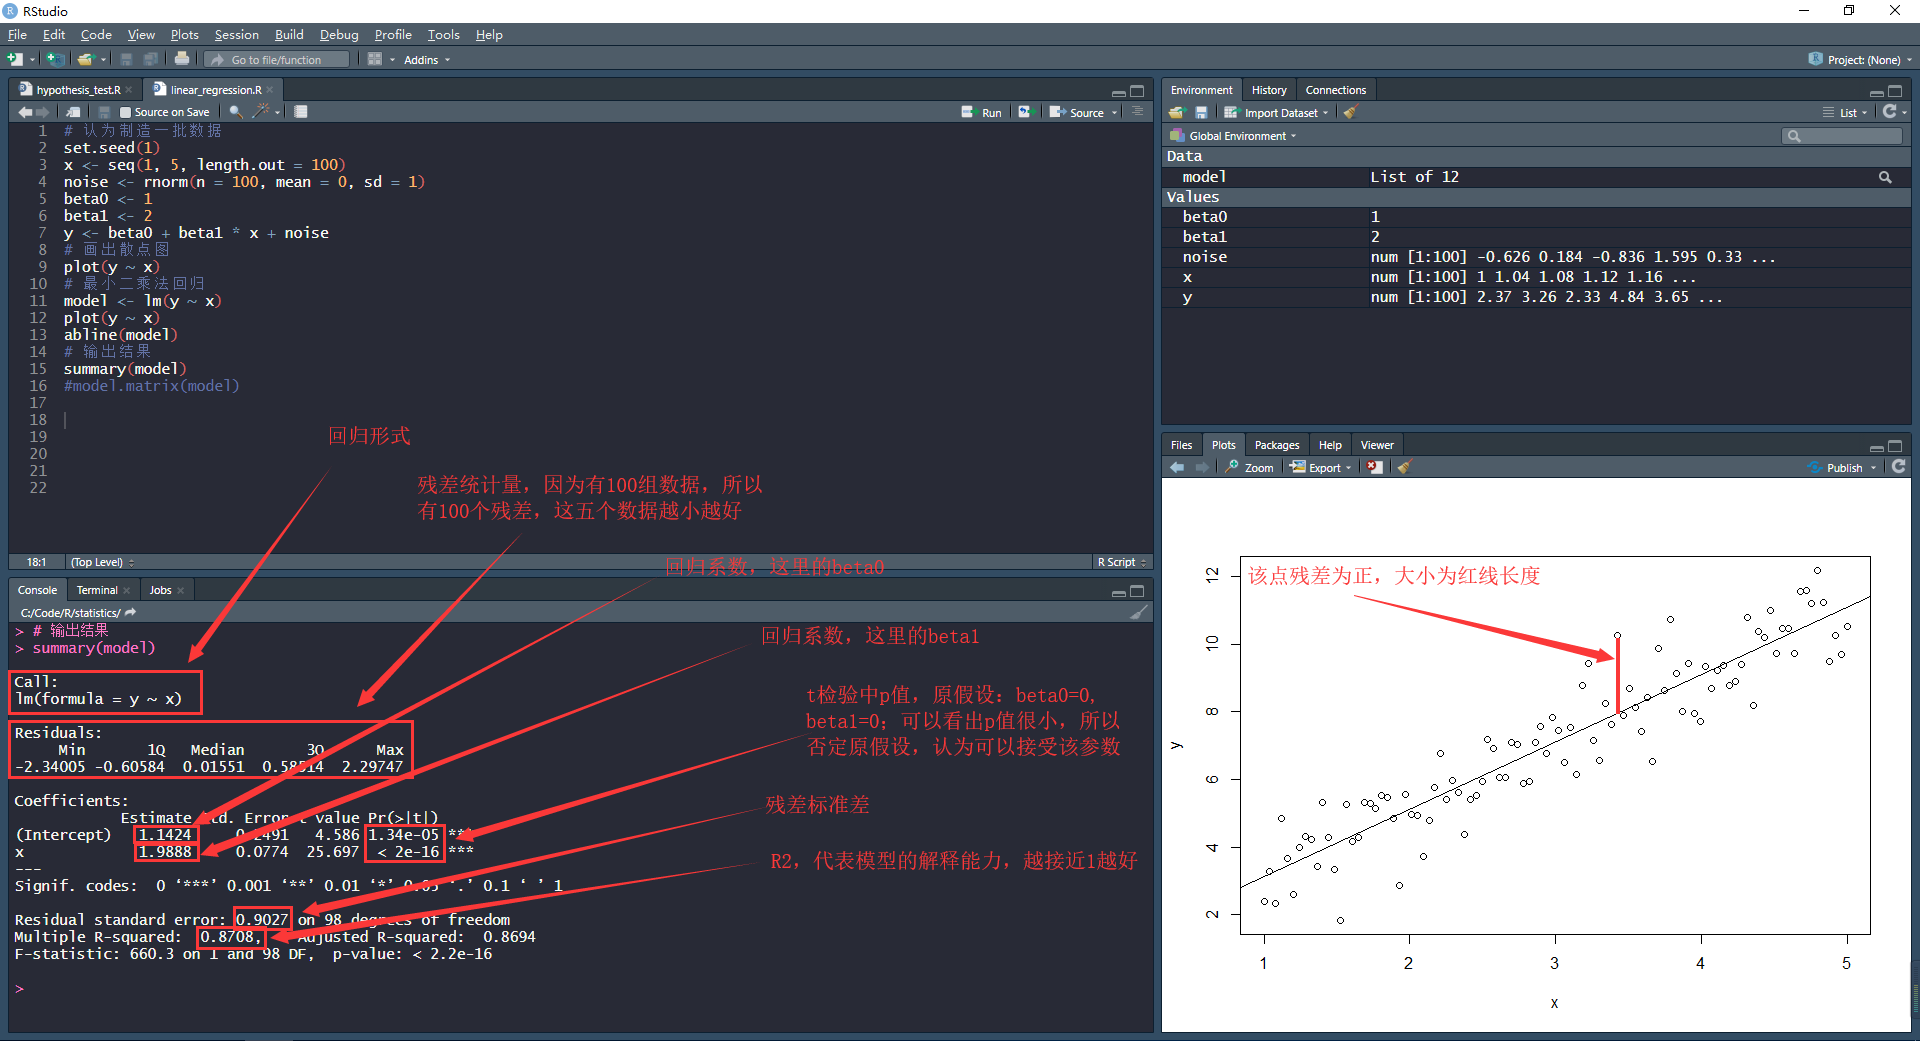 RStudio
File Edit Code View Plots Session Build Debug Profile Tools Help
Go to file/function
Addins
Project: (None)
hypothesis_test.R
linear_regression.R
Source on Save
Run
Source
1 # 认为制造一批数据
2 set.seed(1)
3 x <- seq(1, 5, length.out = 100)
4 noise <- rnorm(n = 100, mean = 0, sd = 1)
5 beta0 <- 1
6 beta1 <- 2
7 y <- beta0 + beta1 * x + noise
8 # 画出散点图
9 plot(y ~ x)
10 # 最小二乘法回归
11 model <- lm(y ~ x)
12 plot(y ~ x)
13 abline(model)
14 # 输出结果
15 summary(model)
16 #model.matrix(model)
17
18
19
20
21
22
回归形式
残差统计量，因为有100组数据，所以
有100个残差，这五个数据越小越好
18:1 (Top Level)
R Script
回归系数，这里的beta0
Console Terminal Jobs
C:/Code/R/statistics/
> # 输出结果
> summary(model)
回归系数，这里的beta1
Call:
lm(formula = y ~ x)
t检验中p值，原假设：beta0=0，
beta1=0；可以看出p值很小，所以
否定原假设，认为可以接受该参数
Residuals:
Min 1Q Median 3Q Max
-2.34005 -0.60584 0.01551 0.58514 2.29747
Coefficients:
Estimate Std. Error t value Pr(>|t|)
(Intercept) 1.1424 0.2491 4.586 1.34e-05 ***
x 1.9888 0.0774 25.697 < 2e-16 ***
---
Signif. codes: 0 ‘***’ 0.001 ‘**’ 0.01 ‘*’ 0.05 ‘.’ 0.1 ‘ ’ 1
残差标准差
R2，代表模型的解释能力，越接近1越好
Residual standard error: 0.9027 on 98 degrees of freedom
Multiple R-squared: 0.8708, Adjusted R-squared: 0.8694
F-statistic: 660.3 on 1 and 98 DF, p-value: < 2.2e-16
>
Environment History Connections
Import Dataset
List
Global Environment
Data
model List of 12
Values
beta0 1
beta1 2
noise num [1:100] -0.626 0.184 -0.836 1.595 0.33 ...
x num [1:100] 1 1.04 1.08 1.12 1.16 ...
y num [1:100] 2.37 3.26 2.33 4.84 3.65 ...
Files Plots Packages Help Viewer
Zoom Export Publish
该点残差为正，大小为红线长度
12
10
8
6
4
2
y
1 2 3 4 5
x